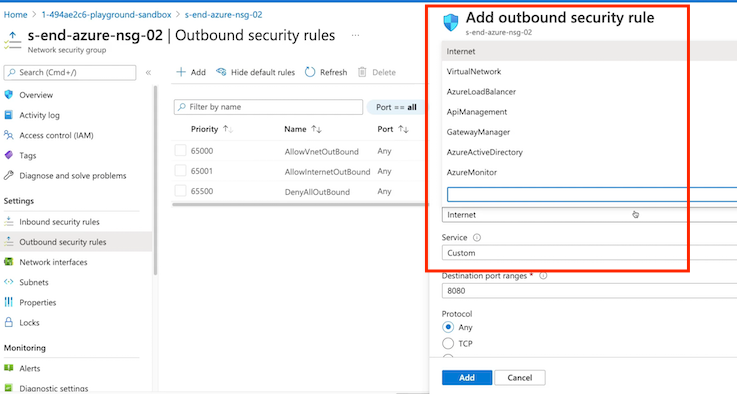 Home > 1-494ae2c6-playground-sandbox > s-end-azure-nsg-02
s-end-azure-nsg-02 | Outbound security rules ...
Network security group
Search (Cmd+/) «
Overview
Activity log
Access control (IAM)
Tags
Diagnose and solve problems
Settings
Inbound security rules
Outbound security rules
Network interfaces
Subnets
Properties
Locks
Monitoring
Alerts
Diagnostic settings
+ Add Hide default rules Refresh Delete
Filter by name Port == all
Priority ↑↓ Name ↑↓ Port ↑↓
65000 AllowVnetOutBound Any
65001 AllowInternetOutBound Any
65500 DenyAllOutBound Any
Add outbound security rule
s-end-azure-nsg-02
Internet
VirtualNetwork
AzureLoadBalancer
ApiManagement
GatewayManager
AzureActiveDirectory
AzureMonitor
Internet
Service
Custom
Destination port ranges *
8080
Protocol
Any
TCP
Add Cancel